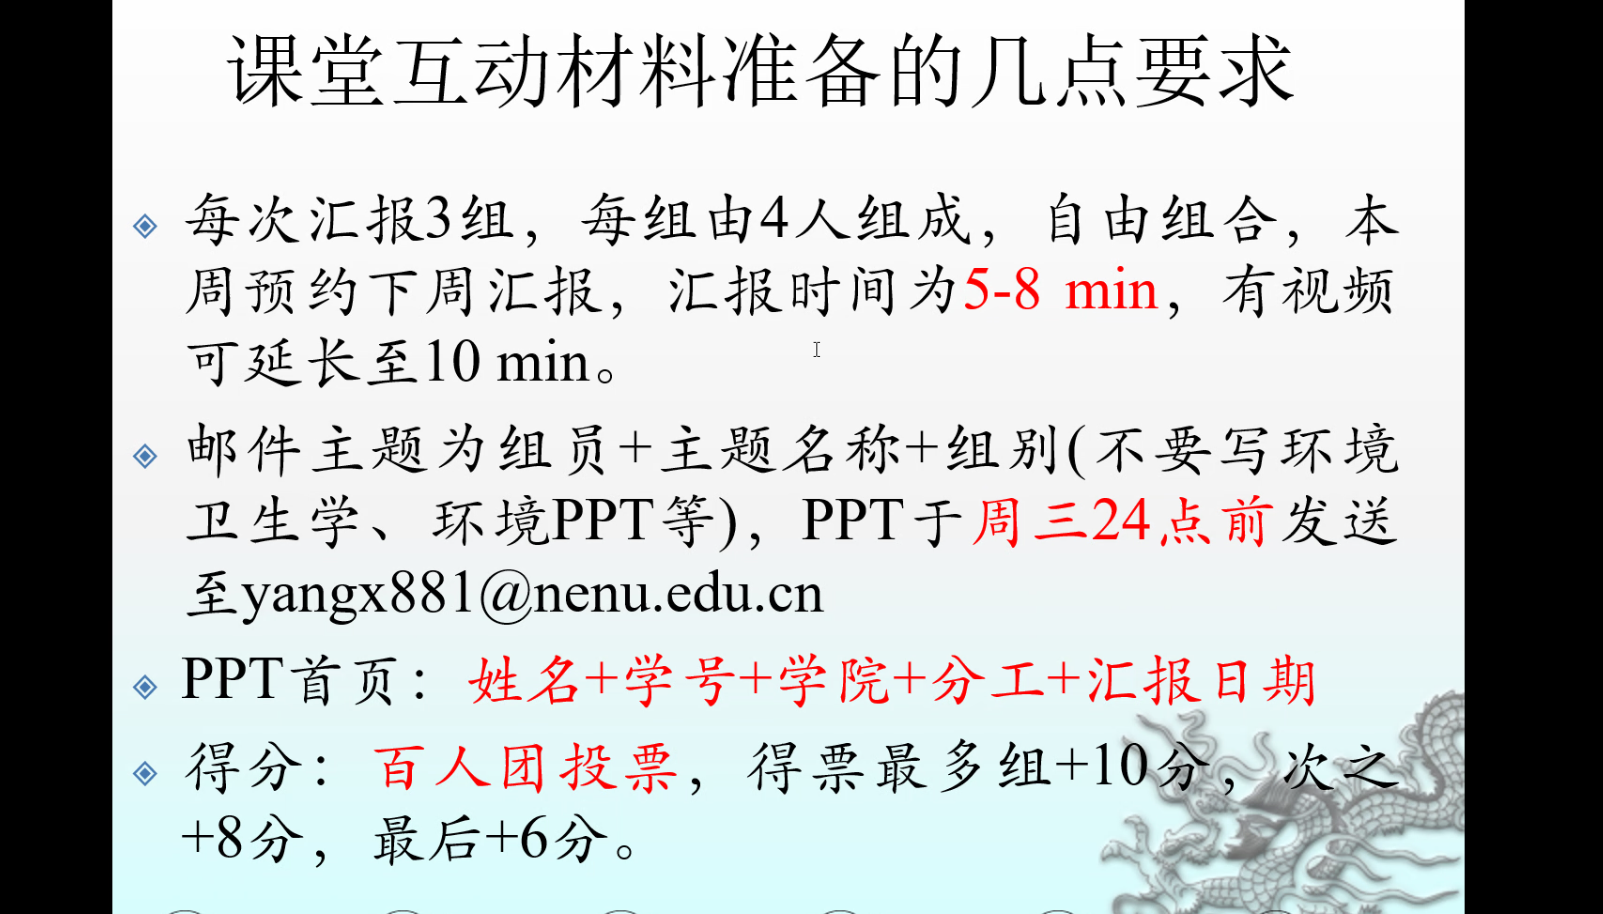 课堂互动材料准备的几点要求
每次汇报3组，每组由4人组成，自由组合，本
周预约下周汇报，汇报时间为5-8 min，有视频
可延长至10 min。
邮件主题为组员+主题名称+组别(不要写环境
卫生学、环境PPT等)，PPT于周三24点前发送
至yangx881@nenu.edu.cn
PPT首页：姓名+学号+学院+分工+汇报日期
得分：百人团投票，得票最多组+10分，次之
+8分，最后+6分。